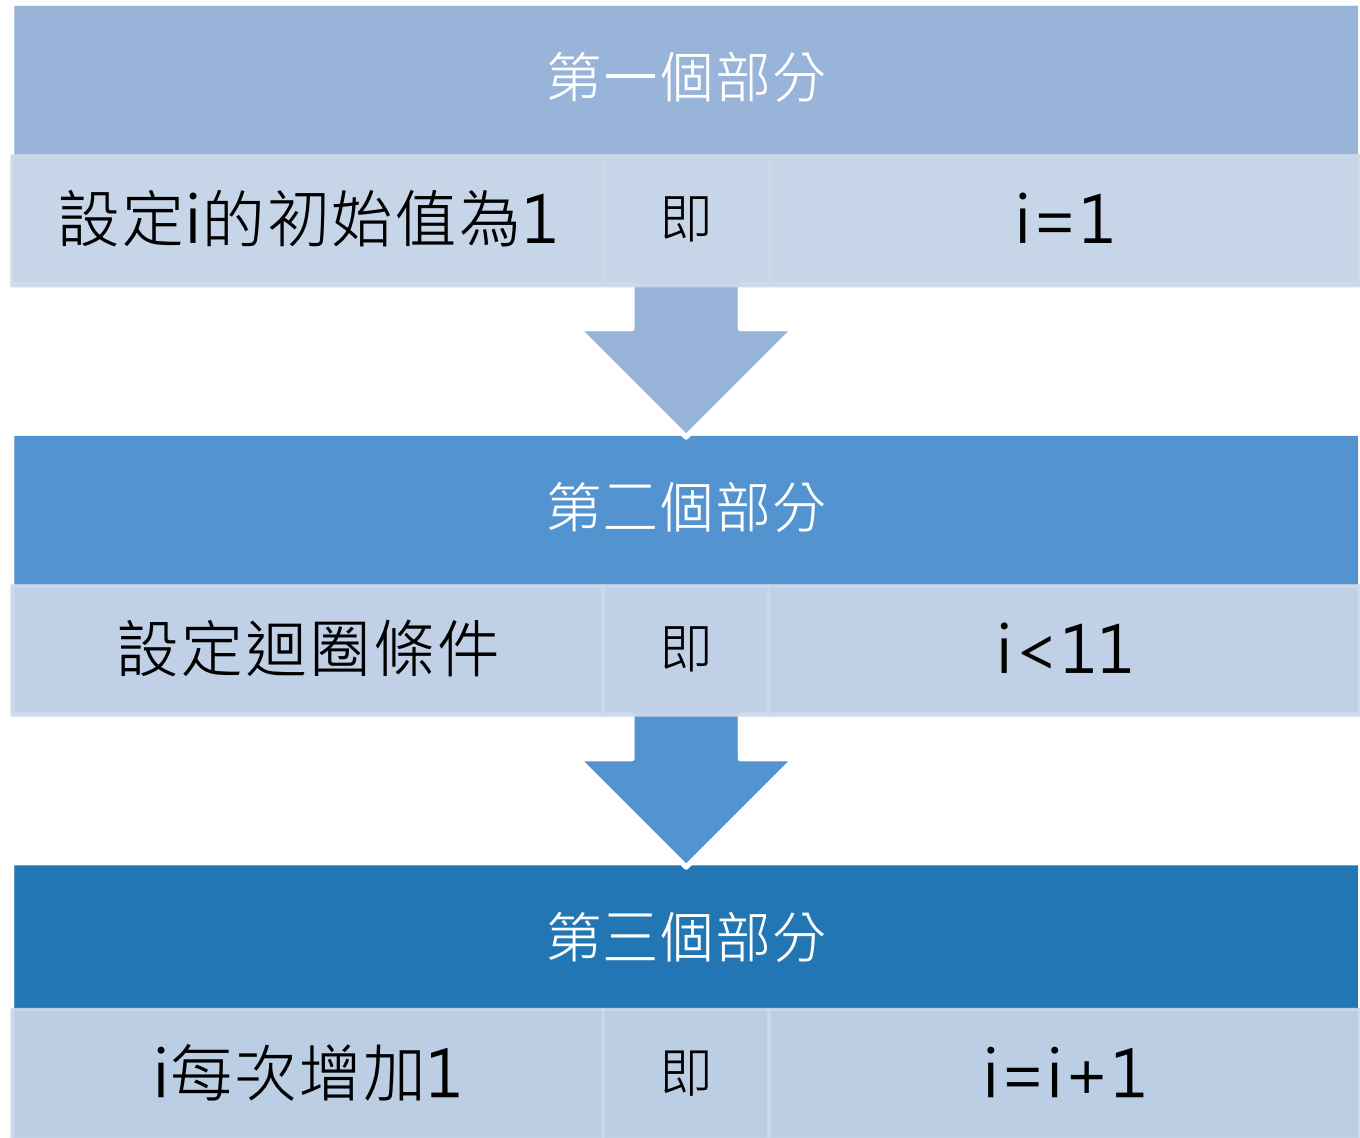 第一個部分
設定i的初始值為1 即 i=1
第二個部分
設定迴圈條件 即 i<11
第三個部分
i每次增加1 即 i=i+1